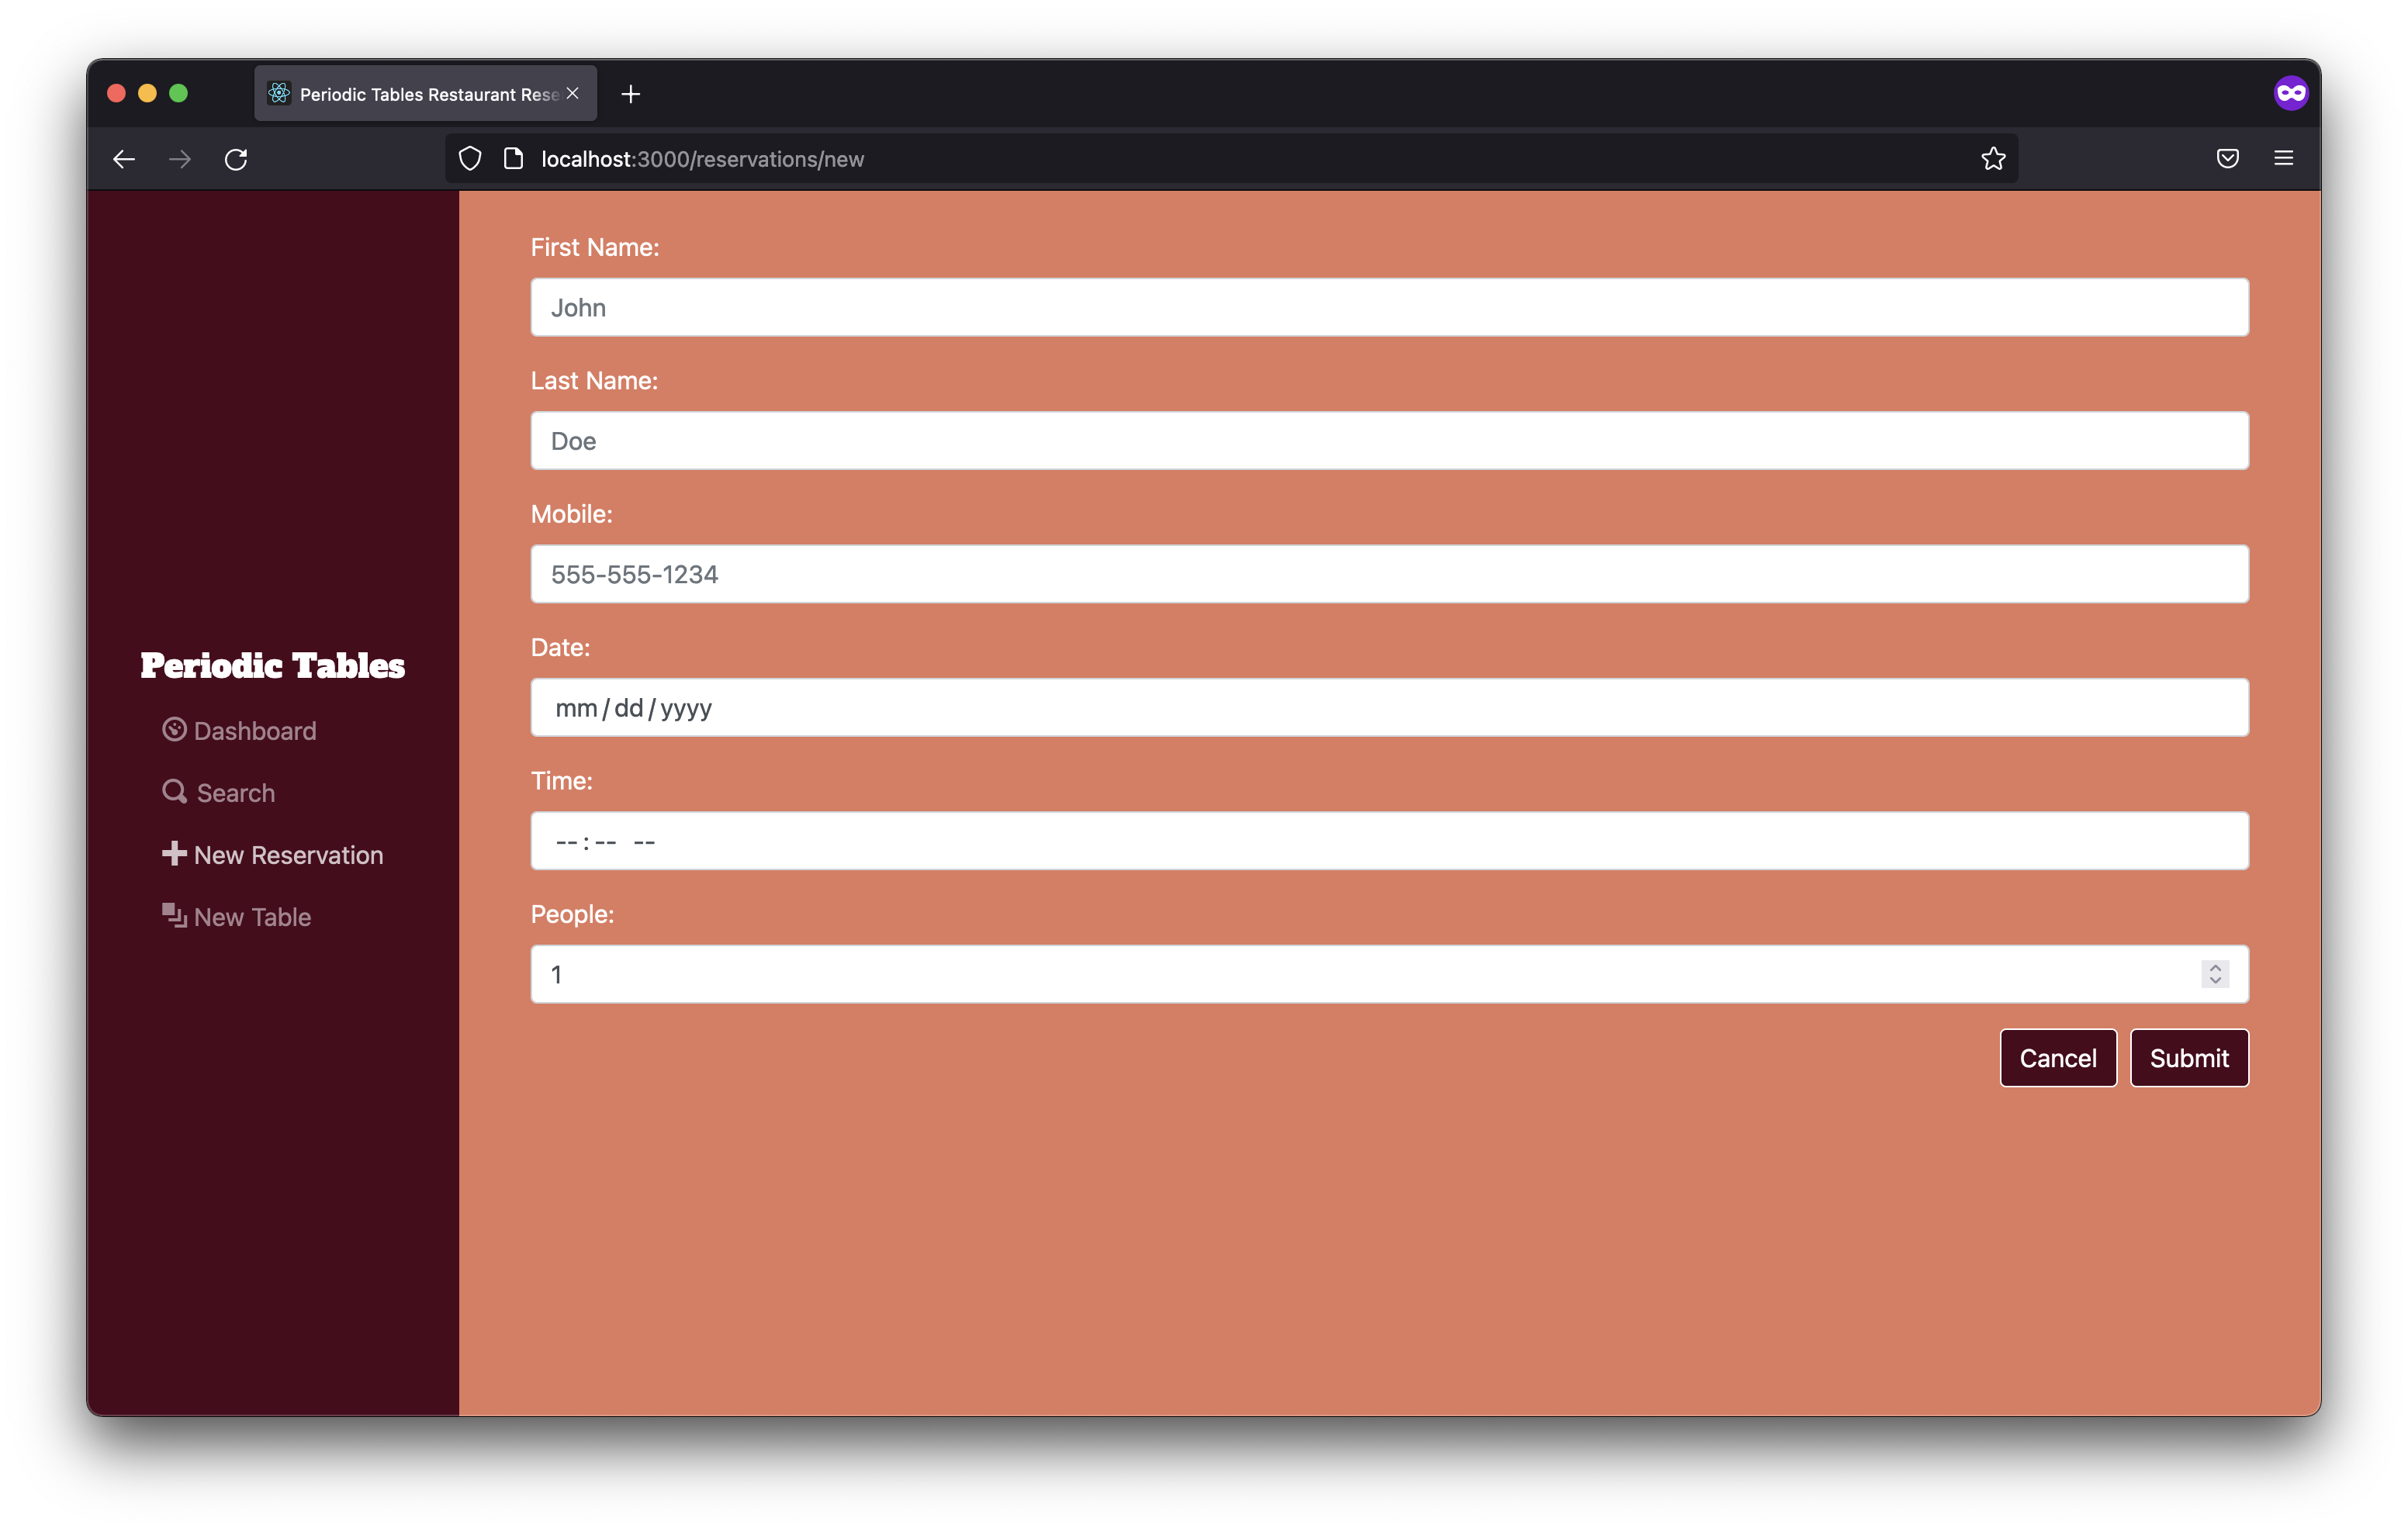 Periodic Tables Restaurant Rese
localhost:3000/reservations/new
Periodic Tables
Dashboard
Search
New Reservation
New Table
First Name:
John
Last Name:
Doe
Mobile:
555-555-1234
Date:
mm/dd/yyyy
Time:
--:-- --
People:
1
Cancel
Submit